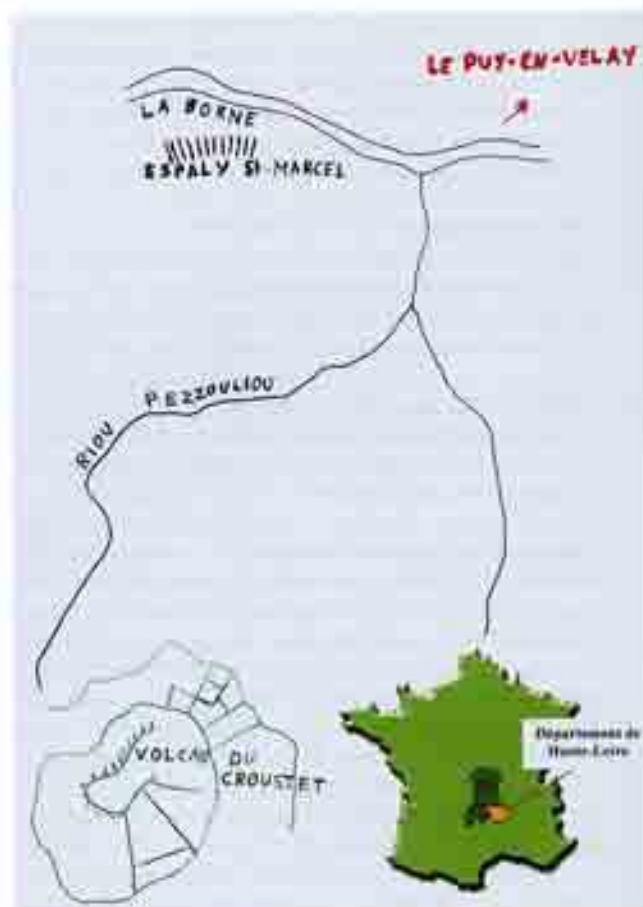 LE PUY-EN-VELAY
LA BORNE
ESPALY St-MARCEL
RIOU PEZZOULIOU
VOLCAN DU
CROUSTET
Département de
Haute-Loire